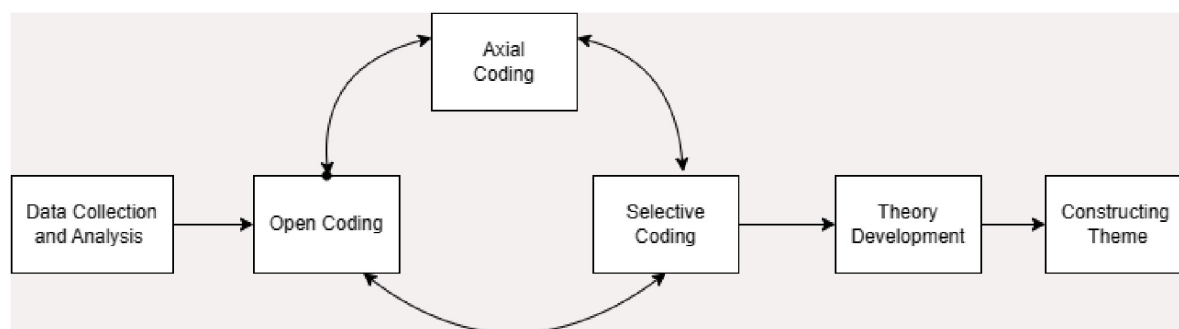 Axial
Coding
Data Collection
and Analysis
Open Coding
Selective
Coding
Theory
Development
Constructing
Theme